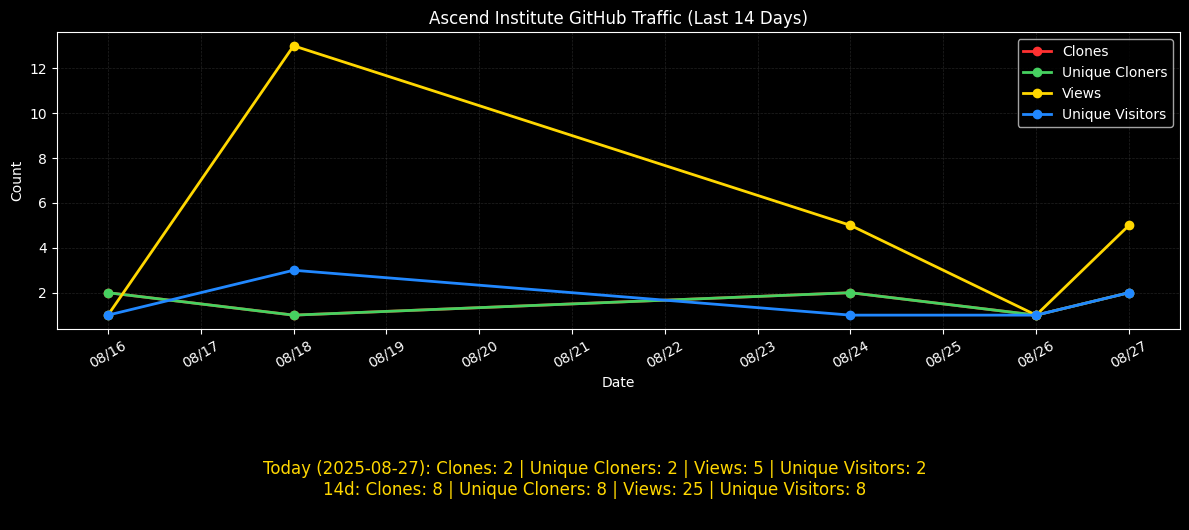 Ascend Institute GitHub Traffic (Last 14 Days)
Clones
Unique Cloners
Views
Unique Visitors
Count
12
10
8
6
4
2
08/16
08/17
08/18
08/19
08/20
08/21
08/22
08/23
08/24
08/25
08/26
08/27
Date
Today (2025-08-27): Clones: 2 | Unique Cloners: 2 | Views: 5 | Unique Visitors: 2
14d: Clones: 8 | Unique Cloners: 8 | Views: 25 | Unique Visitors: 8